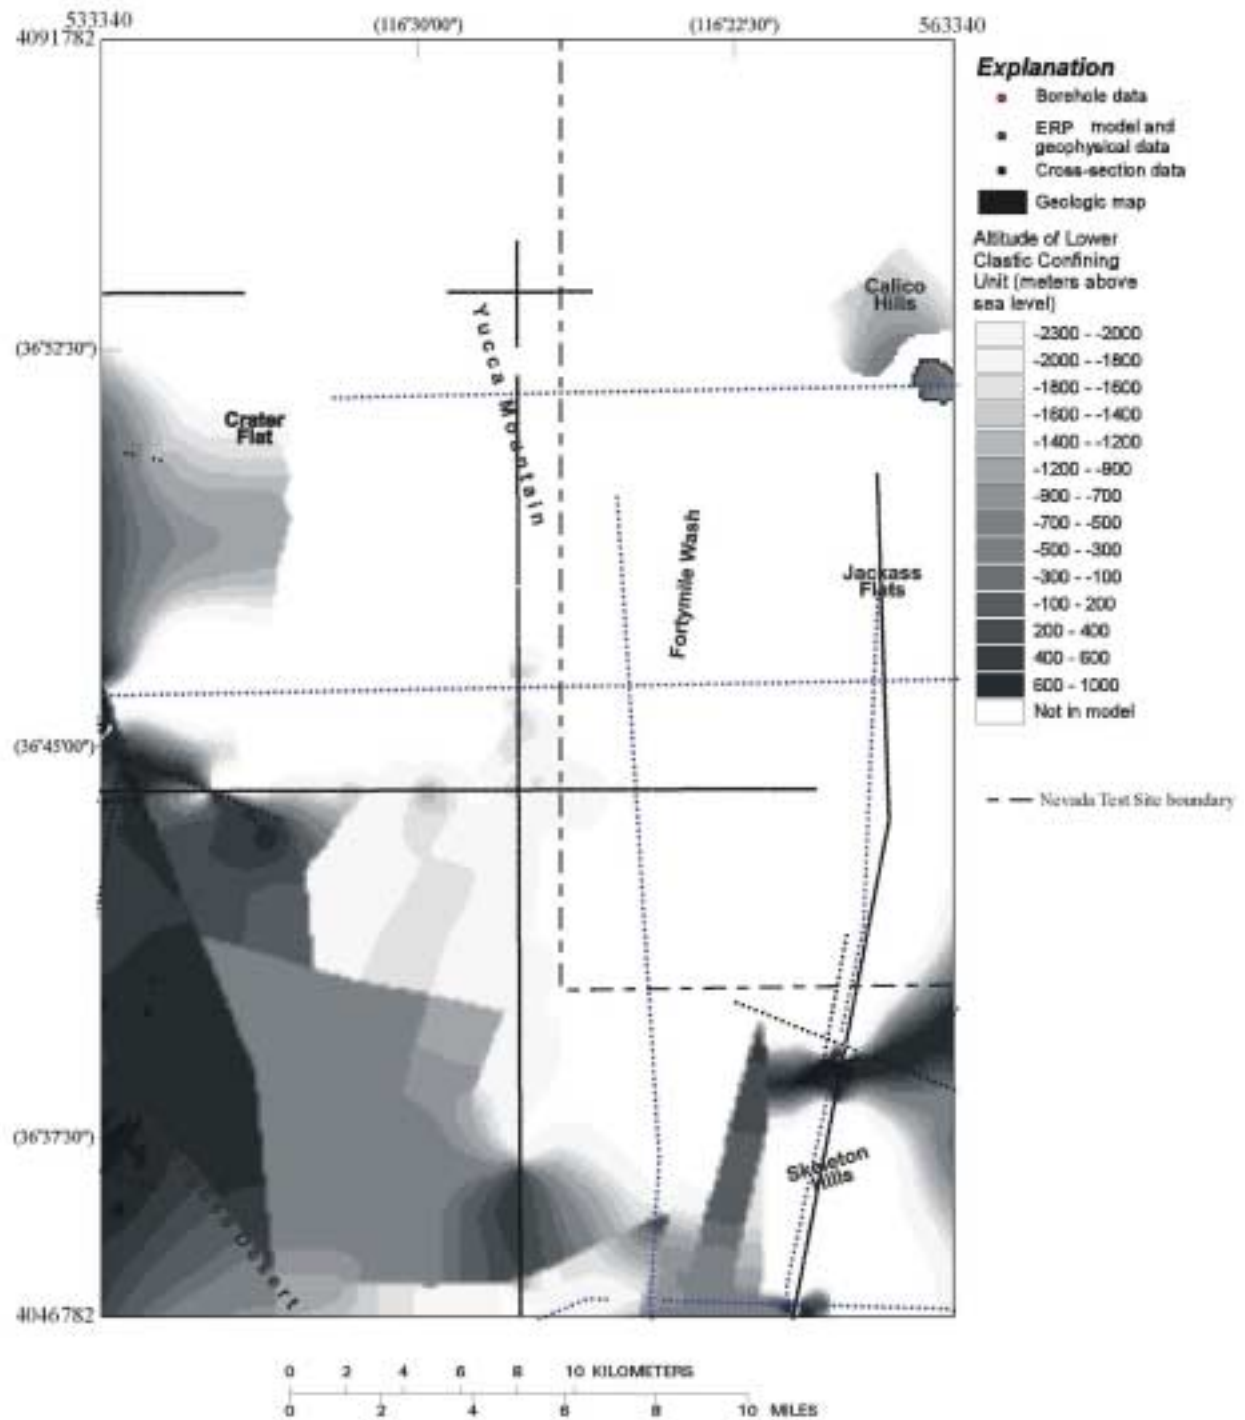 533340 (116°30'00") (116°22'30") 563340
4091782
Explanation
Borehole data
ERP model and
geophysical data
Cross-section data
Geologic map
Altitude of Lower
Clastic Confining
Unit (meters above
sea level)
-2300 - -2000
-2000 - -1800
-1800 - -1600
-1600 - -1400
-1400 - -1200
-1200 - -900
-900 - -700
-700 - -500
-500 - -300
-300 - -100
-100 - 200
200 - 400
400 - 600
600 - 1000
Not in model
Nevada Test Site boundary
Calico
Hills
Yucca Mountain
(36°52'30")
Crater
Flat
Fortymile Wash
Jackass
Flats
(36°45'00")
(36°37'30")
Skeleton
Hills
Desert
4046782
0 2 4 6 8 10 KILOMETERS
0 2 4 6 8 10 MILES